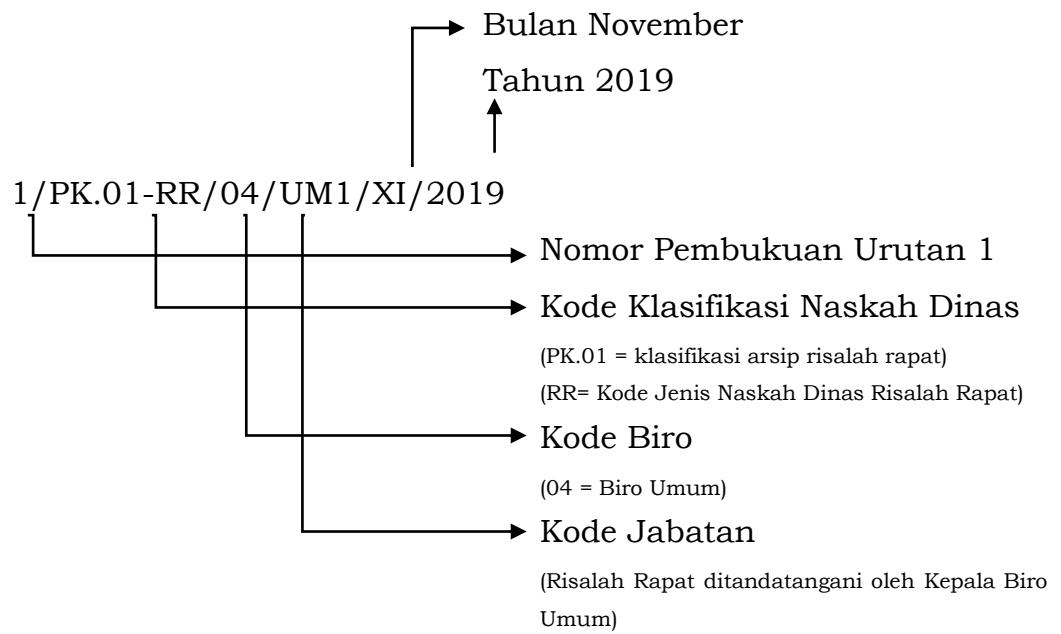 Bulan November
Tahun 2019
1/PK.01-RR/04/UM1/XI/2019
Nomor Pembukuan Urutan 1
Kode Klasifikasi Naskah Dinas
(PK.01 = klasifikasi arsip risalah rapat)
(RR= Kode Jenis Naskah Dinas Risalah Rapat)
Kode Biro
(04 = Biro Umum)
Kode Jabatan
(Risalah Rapat ditandatangani oleh Kepala Biro
Umum)